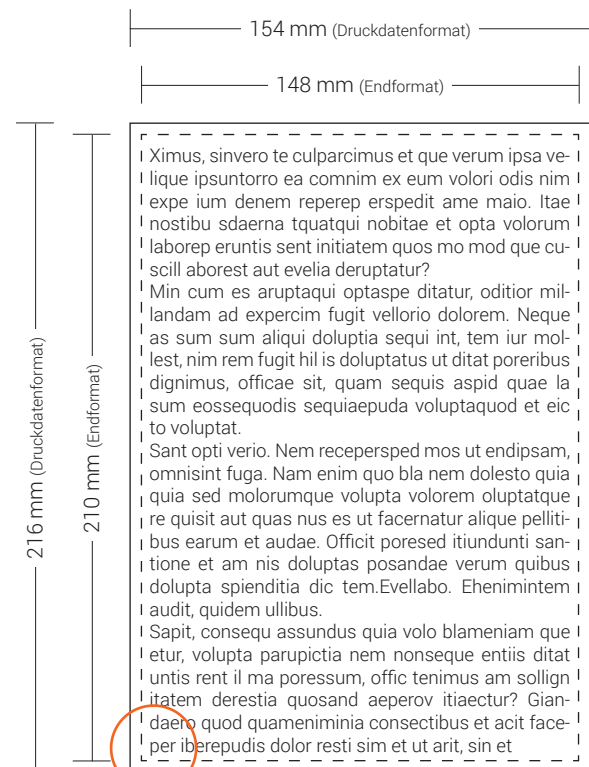 154 mm (Druckdatenformat)
148 mm (Endformat)
216 mm (Druckdatenformat)
210 mm (Endformat)
Ximus, sinvero te culparcimus et que verum ipsa ve-
lique ipsuntorro ea comnim ex eum volori odis nim
expe ium denem reperep erspedit ame maio. Itae
nostibu sdaerna tquatqui nobitae et opta volorum
laborep eruntis sent initiatem quos mo mod que cu-
scill aborest aut evelia deruptatur?
Min cum es aruptaqui optaspe ditatur, oditior mil-
landam ad expercim fugit vellorio dolorem. Neque
as sum sum aliqui doluptia sequi int, tem iur mol-
lest, nim rem fugit hil is doluptatus ut ditat poreribus
dignimus, officae sit, quam sequis aspid quae la
sum eossequodis sequiaepuda voluptaquod et eic
to voluptat.
Sant opti verio. Nem recepersped mos ut endipsam,
omnisint fuga. Nam enim quo bla nem dolesto quia
quia sed molorumque volupta volorem oluptatque
re quisit aut quas nus es ut facernatur alique pelliti-
bus earum et audae. Officit poresed itiundunti san-
tione et am nis doluptas posandae verum quibus
dolupta spienditia dic tem.Evellabo. Ehenimintem
audit, quidem ullibus.
Sapit, consequ assundus quia volo blameniam que
etur, volupta parupictia nem nonseque entiis ditat
untis rent il ma poressum, offic tenimus am sollign
itatem derestia quosand aeperov itiaectur? Gian-
daero quod quameniminia consectibus et acit face-
per iberepudis dolor resti sim et ut arit, sin et